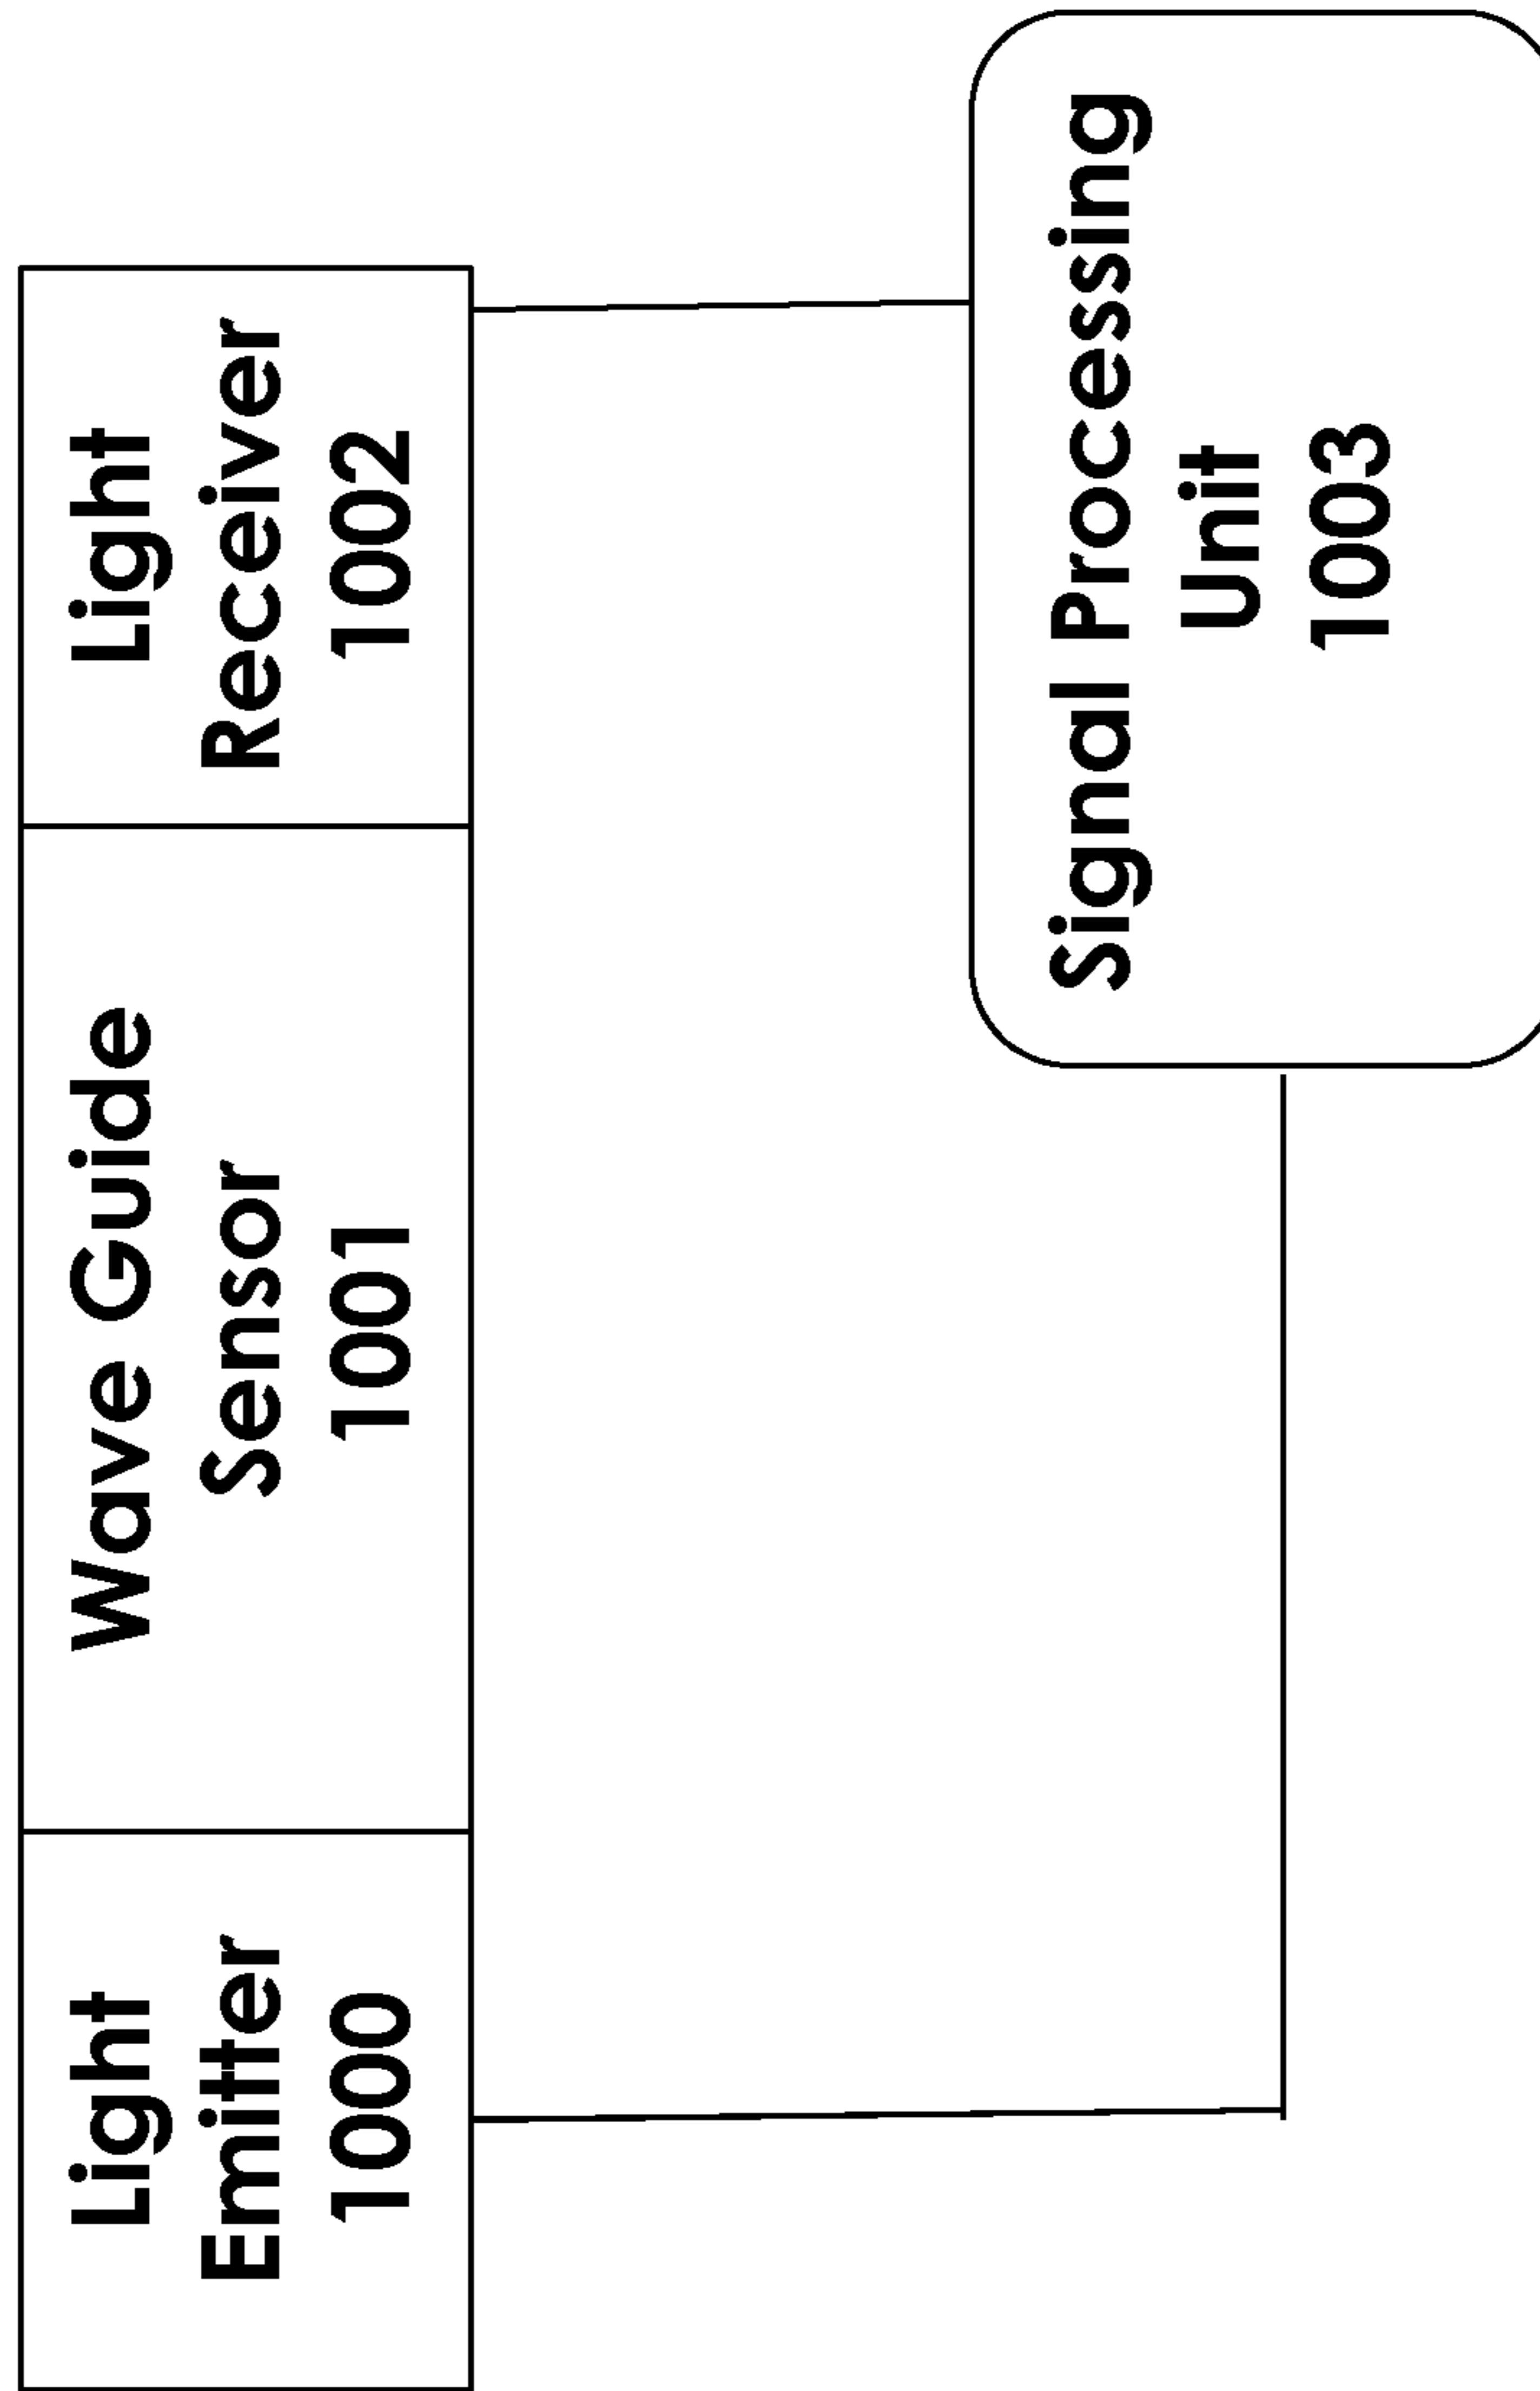 Light
Emitter
1000
Wave Guide
Sensor
1001
Light
Receiver
1002
Signal Processing
Unit
1003